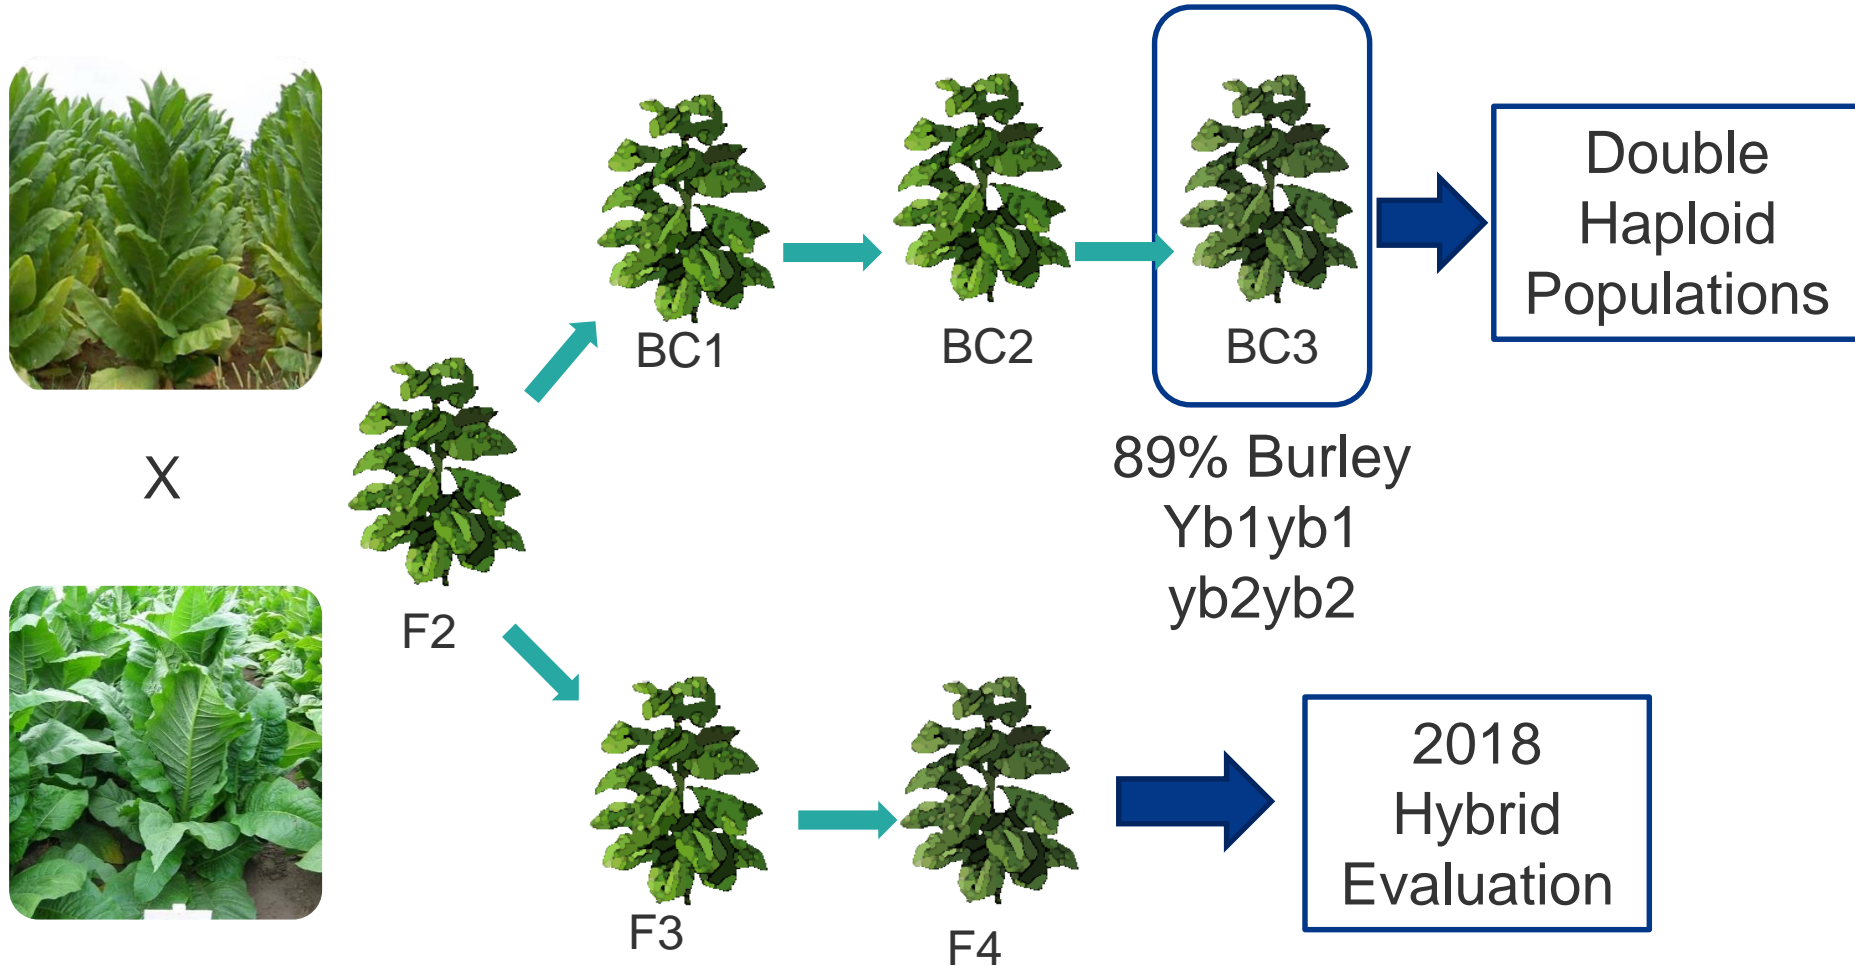 X
F2
BC1
BC2
BC3
Double
Haploid
Populations
89% Burley
Yb1yb1
yb2yb2
F3
F4
2018
Hybrid
Evaluation